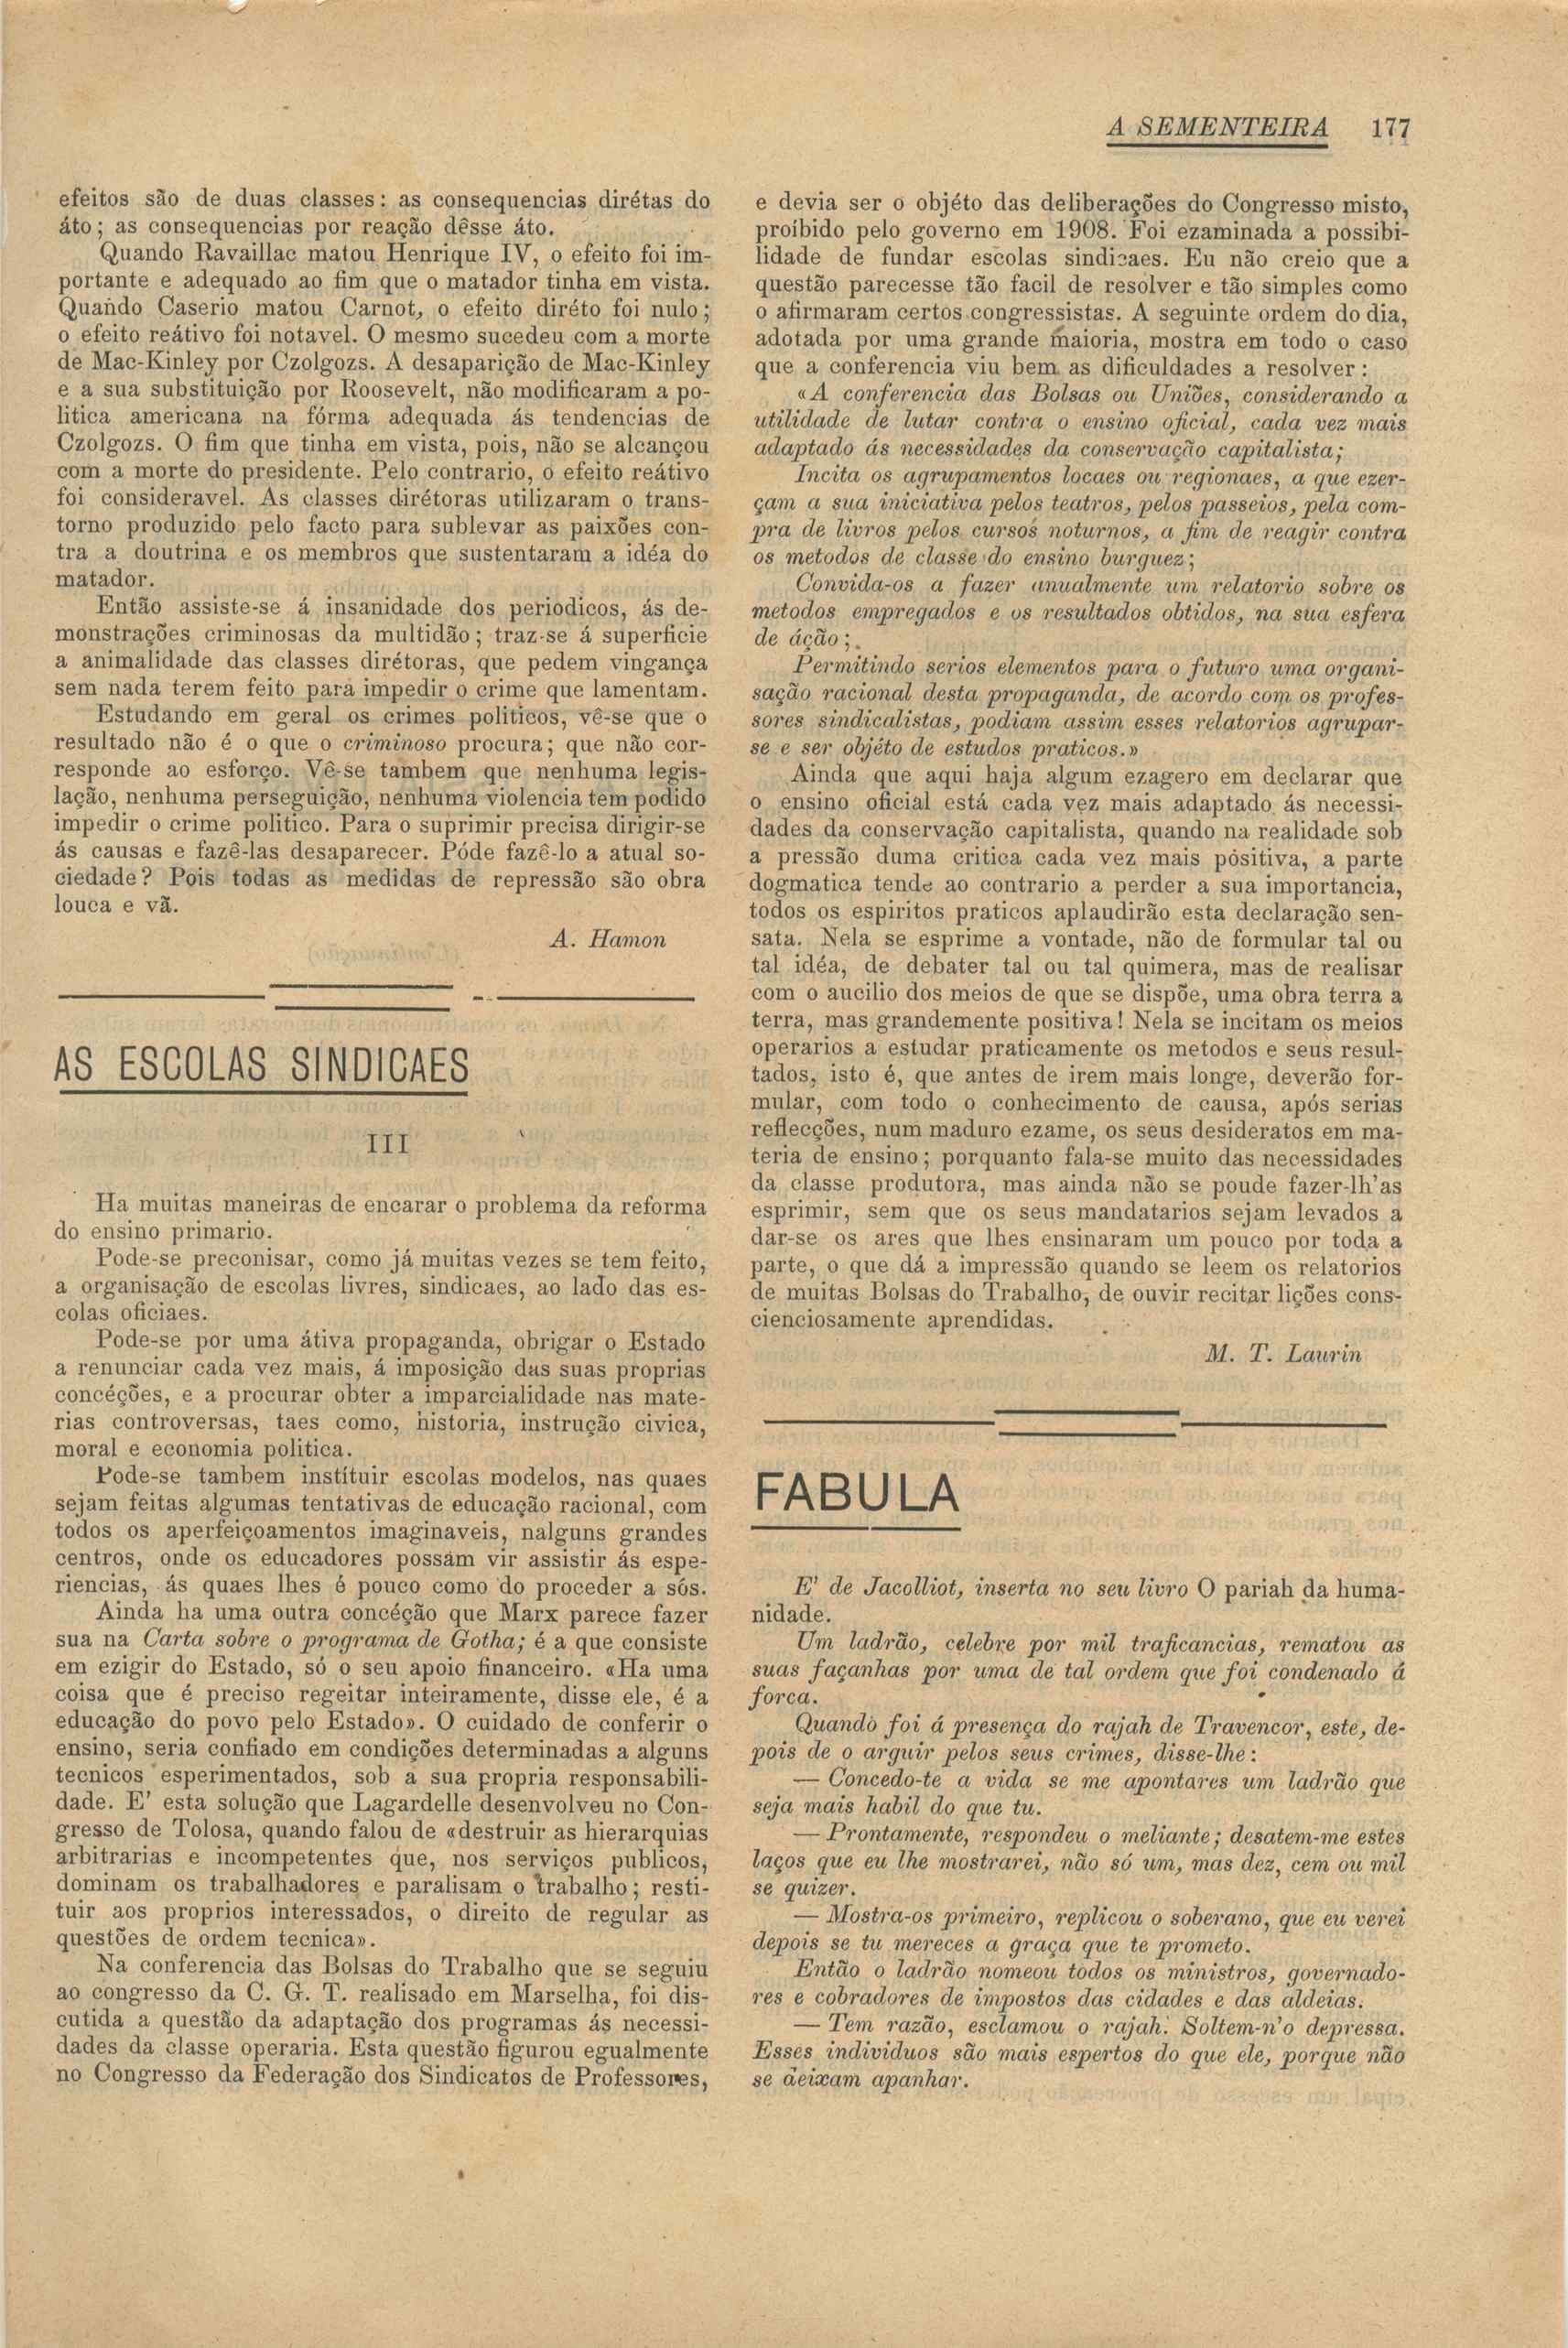 A SEMENTEIRA 177
efeitos são de duas classes: as consequencias dirétas do
áto; as consequencias por reação dêsse áto.
Quando Ravaillac matou Henrique IV, o efeito foi im-
portante e adequado ao fim que o matador tinha em vista.
Quando Caserio matou Carnot, o efeito diréto foi nulo;
o efeito reátivo foi notavel. O mesmo sucedeu com a morte
de Mac-Kinley por Czolgozs. A desaparição de Mac-Kinley
e a sua substituição por Roosevelt, não modificaram a po-
litica americana na fórma adequada ás tendencias de
Czolgozs. O fim que tinha em vista, pois, não se alcançou
com a morte do presidente. Pelo contrario, o efeito reátivo
foi consideravel. As classes dirétoras utilizaram o trans-
torno produzido pelo facto para sublevar as paixões con-
tra a doutrina e os membros que sustentaram a idéa do
matador.
Então assiste-se á insanidade dos periodicos, ás de-
monstrações criminosas da multidão; traz-se á superficie
a animalidade das classes dirétoras, que pedem vingança
sem nada terem feito para impedir o crime que lamentam.
Estudando em geral os crimes politicos, vê-se que o
resultado não é o que o criminoso procura; que não cor-
responde ao esforço. Vê-se tambem que nenhuma legis-
lação, nenhuma perseguição, nenhuma violencia tem podido
impedir o crime politico. Para o suprimir precisa dirigir-se
ás causas e fazê-las desaparecer. Póde fazê-lo a atual so-
ciedade? Pois todas as medidas de repressão são obra
louca e vã.
A. Hamon
AS ESCOLAS SINDICAES
III
Ha muitas maneiras de encarar o problema da reforma
do ensino primario.
Pode-se preconisar, como já muitas vezes se tem feito,
a organisação de escolas livres, sindicaes, ao lado das es-
colas oficiaes.
Pode-se por uma átiva propaganda, obrigar o Estado
a renunciar cada vez mais, á imposição das suas proprias
concéções, e a procurar obter a imparcialidade nas mate-
rias controversas, taes como, historia, instrução civica,
moral e economia politica.
Pode-se tambem instítuir escolas modelos, nas quaes
sejam feitas algumas tentativas de educação racional, com
todos os aperfeiçoamentos imaginaveis, nalguns grandes
centros, onde os educadores possam vir assistir ás espe-
riencias, ás quaes lhes é pouco como do proceder a sós.
Ainda ha uma outra concéção que Marx parece fazer
sua na Carta sobre o programa de Gotha; é a que consiste
em ezigir do Estado, só o seu apoio financeiro. «Ha uma
coisa que é preciso regeitar inteiramente, disse ele, é a
educação do povo pelo Estado». O cuidado de conferir o
ensino, seria confiado em condições determinadas a alguns
tecnicos esperimentados, sob a sua propria responsabili-
dade. E' esta solução que Lagardelle desenvolveu no Con-
gresso de Tolosa, quando falou de «destruir as hierarquias
arbitrarias e incompetentes que, nos serviços publicos,
dominam os trabalhadores e paralisam o trabalho; resti-
tuir aos proprios interessados, o direito de regular as
questões de ordem tecnica».
Na conferencia das Bolsas do Trabalho que se seguiu
ao congresso da C. G. T. realisado em Marselha, foi dis-
cutida a questão da adaptação dos programas ás necessi-
dades da classe operaria. Esta questão figurou egualmente
no Congresso da Federação dos Sindicatos de Professores,
e devia ser o objéto das deliberações do Congresso misto,
proíbido pelo governo em 1908. Foi ezaminada a possibi-
lidade de fundar escolas sindicaes. Eu não creio que a
questão parecesse tão facil de resolver e tão simples como
o afirmaram certos congressistas. A seguinte ordem do dia,
adotada por uma grande maioria, mostra em todo o caso
que a conferencia viu bem as dificuldades a resolver:
«A conferencia das Bolsas ou Uniões, considerando a
utilidade de lutar contra o ensino oficial, cada vez mais
adaptado ás necessidades da conservação capitalista;
Incita os agrupamentos locaes ou regionaes, a que ezer-
çam a sua iniciativa pelos teatros, pelos passeios, pela com-
pra de livros pelos cursos noturnos, a fim de reagir contra
os metodos de classe do ensino burguez;
Convida-os a fazer anualmente um relatorio sobre os
metodos empregados e os resultados obtidos, na sua esfera
de áção;
Permitindo serios elementos para o futuro uma organi-
sação racional desta propaganda, de acordo com os profes-
sores sindicalistas, podiam assim esses relatorios agrupar-
se e ser objéto de estudos praticos.»
Ainda que aqui haja algum ezagero em declarar que
o ensino oficial está cada vez mais adaptado ás necessi-
dades da conservação capitalista, quando na realidade sob
a pressão duma critica cada vez mais pósitiva, a parte
dogmatica tende ao contrario a perder a sua importancia,
todos os espiritos praticos aplaudirão esta declaração sen-
sata. Nela se esprime a vontade, não de formular tal ou
tal idéa, de debater tal ou tal quimera, mas de realisar
com o aucilio dos meios de que se dispõe, uma obra terra a
terra, mas grandemente positiva! Nela se incitam os meios
operarios a estudar praticamente os metodos e seus resul-
tados, isto é, que antes de irem mais longe, deverão for-
mular, com todo o conhecimento de causa, após serias
reflecções, num maduro ezame, os seus desideratos em ma-
teria de ensino; porquanto fala-se muito das necessidades
da classe produtora, mas ainda não se poude fazer-lh'as
esprimir, sem que os seus mandatarios sejam levados a
dar-se os ares que lhes ensinaram um pouco por toda a
parte, o que dá a impressão quando se leem os relatorios
de muitas Bolsas do Trabalho, de ouvir recitar lições cons-
cienciosamente aprendidas.
M. T. Laurin
FABULA
E' de Jacolliot, inserta no seu livro O pariah da huma-
nidade.
Um ladrão, celebre por mil traficancias, rematou as
suas façanhas por uma de tal ordem que foi condenado á
forca.
Quando foi á presença do rajah de Travencor, este, de-
pois de o arguir pelos seus crimes, disse-lhe:
— Concedo-te a vida se me apontares um ladrão que
seja mais habil do que tu.
— Prontamente, respondeu o meliante; desatem-me estes
laços que eu lhe mostrarei, não só um, mas dez, cem ou mil
se quizer.
— Mostra-os primeiro, replicou o soberano, que eu verei
depois se tu mereces a graça que te prometo.
Então o ladrão nomeou todos os ministros, governado-
res e cobradores de impostos das cidades e das aldeias.
— Tem razão, esclamou o rajah. Soltem-n'o depressa.
Esses individuos são mais espertos do que ele, porque não
se deixam apanhar.